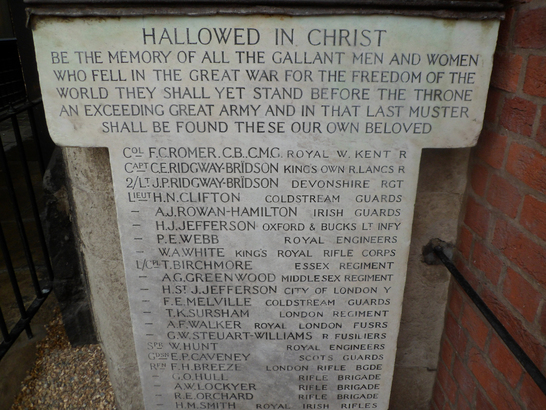 HALLOWED IN CHRIST
BE THE MEMORY OF ALL THE GALLANT MEN AND WOMEN
WHO FELL IN THE GREAT WAR FOR THE FREEDOM OF THE
WORLD THEY SHALL YET STAND BEFORE THE THRONE
AN EXCEEDING GREAT ARMY AND IN THAT LAST MUSTER
SHALL BE FOUND THESE OUR OWN BELOVED
COL F. CROMER. C.B., C.M.G. ROYAL W. KENT R
CAPT C.E. RIDGWAY-BRIDSON KING'S OWN R. LANCS R
2/LT J.P. RIDGWAY-BRIDSON DEVONSHIRE RGT
LIEUT H.N. CLIFTON COLDSTREAM GUARDS
- A.J. ROWAN-HAMILTON IRISH GUARDS
- H.J. JEFFERSON OXFORD & BUCKS LT INFY
- P.E. WEBB ROYAL ENGINEERS
- W.A. WHITE KING'S ROYAL RIFLE CORPS
L/CPL T. BIRCHMORE ESSEX REGIMENT
- A.G. GREENWOOD MIDDLESEX REGIMENT
- H. ST J. JEFFERSON CITY OF LONDON Y
- F.E. MELVILLE COLDSTREAM GUARDS
- T.K. SURSHAM LONDON REGIMENT
- A.F. WALKER ROYAL LONDON FUSRS
- G.W. STEUART-WILLIAMS R FUSILIERS
SPR W. HUNT ROYAL ENGINEERS
E.P. CAVENEY SCOTS GUARDS
RFN F.H. BREEZE LONDON RIFLE BGDE
- G.O. HULL RIFLE BRIGADE
- A.W. LOCKYER RIFLE BRIGADE
- R.E. ORCHARD RIFLE BRIGADE
- H.M. SMITH ROYAL IRISH RIFLES